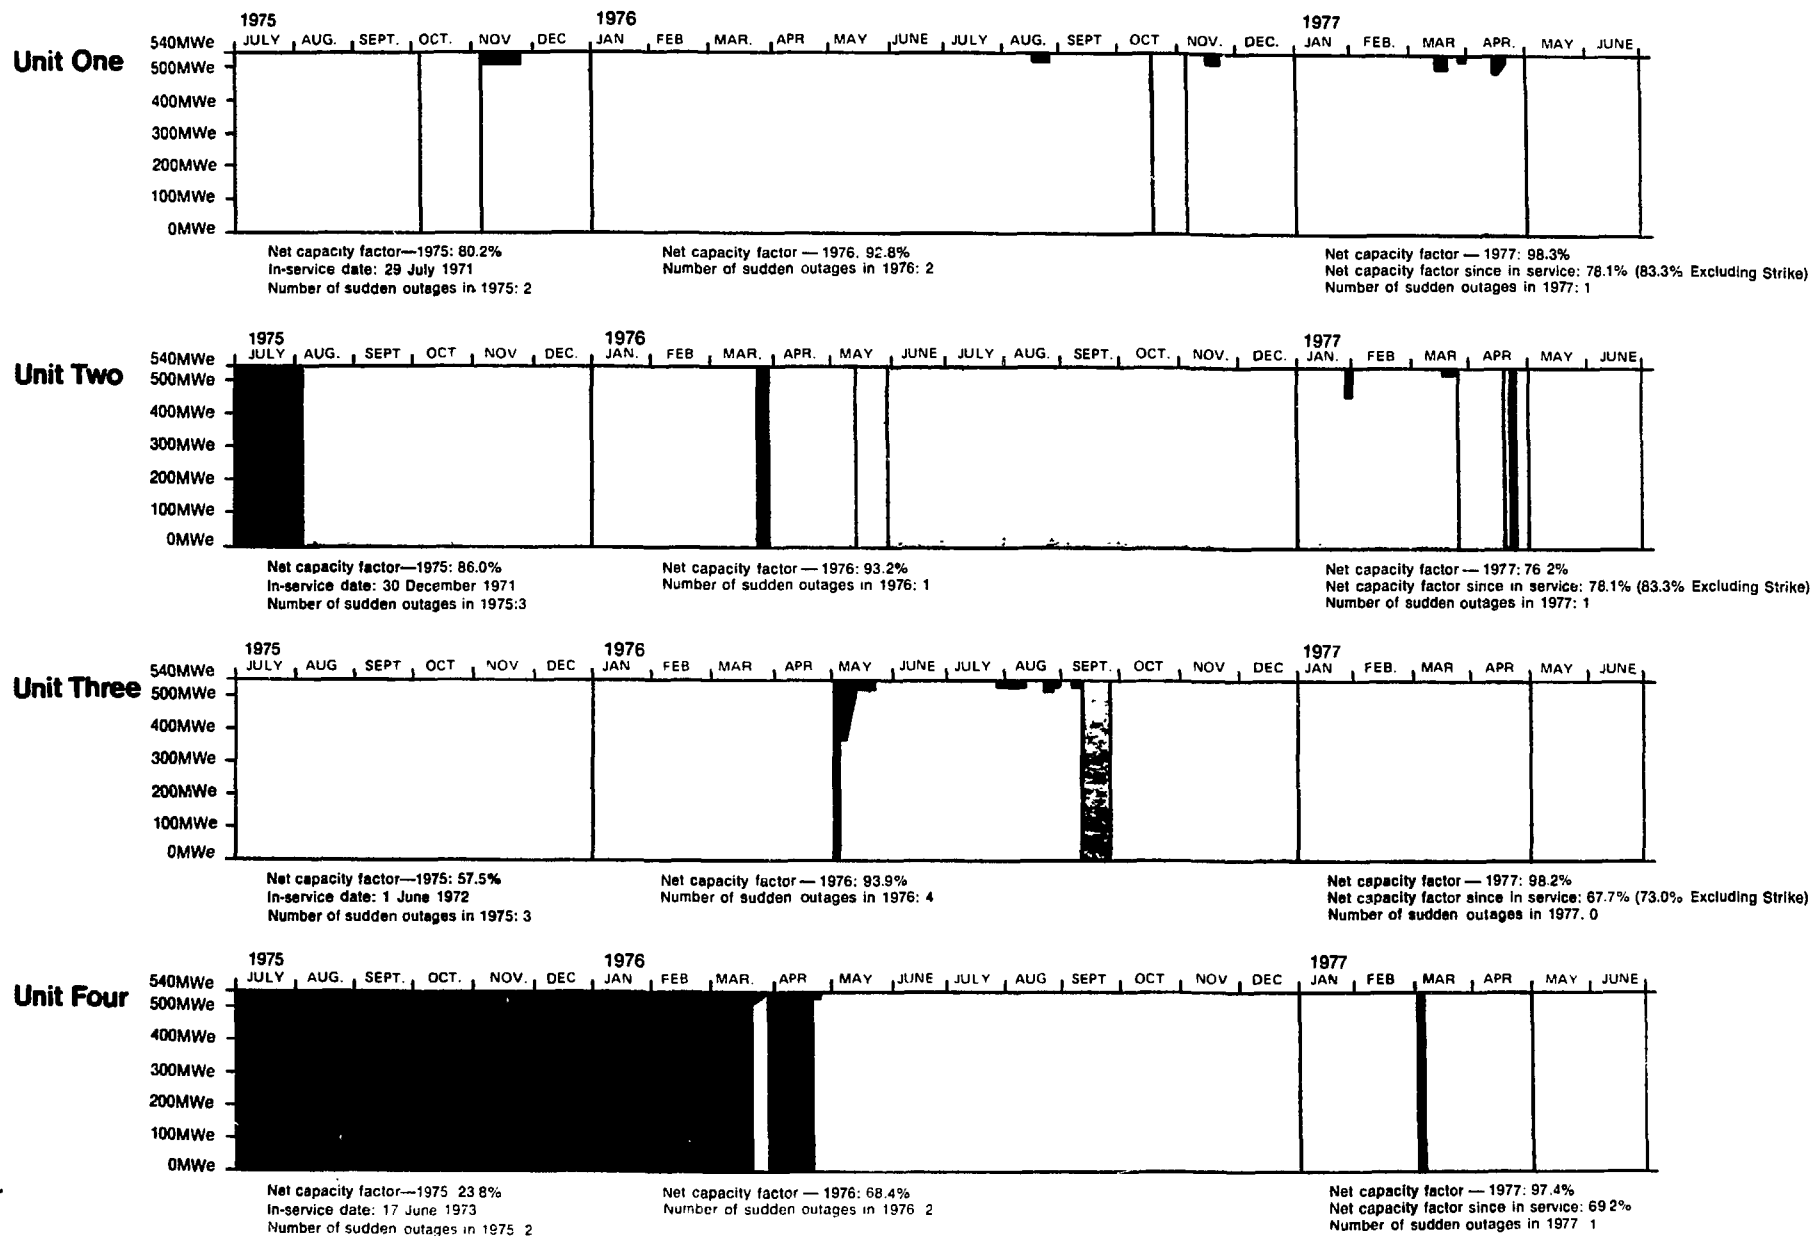 1975 1976 1977
JULY AUG. SEPT. OCT. NOV DEC JAN FEB MAR. APR MAY JUNE JULY AUG. SEPT OCT NOV. DEC. JAN FEB. MAR APR. MAY JUNE
Unit One
540MWe
500MWe
400MWe
300MWe
200MWe
100MWe
0MWe
Net capacity factor—1975: 80.2%
In-service date: 29 July 1971
Number of sudden outages in 1975: 2
Net capacity factor — 1976. 92.8%
Number of sudden outages in 1976: 2
Net capacity factor — 1977: 98.3%
Net capacity factor since in service: 78.1% (83.3% Excluding Strike)
Number of sudden outages in 1977: 1
1975 1976 1977
JULY AUG. SEPT OCT NOV DEC. JAN. FEB MAR. APR. MAY JUNE JULY AUG. SEPT. OCT. NOV. DEC. JAN. FEB MAR APR MAY JUNE
Unit Two
540MWe
500MWe
400MWe
300MWe
200MWe
100MWe
0MWe
Net capacity factor—1975: 86.0%
In-service date: 30 December 1971
Number of sudden outages in 1975:3
Net capacity factor — 1976: 93.2%
Number of sudden outages in 1976: 1
Net capacity factor — 1977: 76 2%
Net capacity factor since in service: 78.1% (83.3% Excluding Strike)
Number of sudden outages in 1977: 1
1975 1976 1977
JULY AUG SEPT OCT NOV DEC JAN FEB MAR APR MAY JUNE JULY AUG SEPT. OCT NOV DEC JAN FEB. MAR APR MAY JUNE
Unit Three
540MWe
500MWe
400MWe
300MWe
200MWe
100MWe
0MWe
Net capacity factor—1975: 57.5%
In-service date: 1 June 1972
Number of sudden outages in 1975: 3
Net capacity factor — 1976: 93.9%
Number of sudden outages in 1976: 4
Net capacity factor — 1977: 98.2%
Net capacity factor since in service: 67.7% (73.0% Excluding Strike)
Number of sudden outages in 1977. 0
1975 1976 1977
JULY AUG. SEPT. OCT. NOV. DEC JAN FEB MAR. APR MAY JUNE JULY AUG SEPT OCT NOV DEC JAN FEB MAR APR MAY JUNE
Unit Four
540MWe
500MWe
400MWe
300MWe
200MWe
100MWe
0MWe
Net capacity factor—1975 23 8%
In-service date: 17 June 1973
Number of sudden outages in 1975 2
Net capacity factor — 1976: 68.4%
Number of sudden outages in 1976 2
Net capacity factor — 1977: 97.4%
Net capacity factor since in service: 69 2%
Number of sudden outages in 1977 1